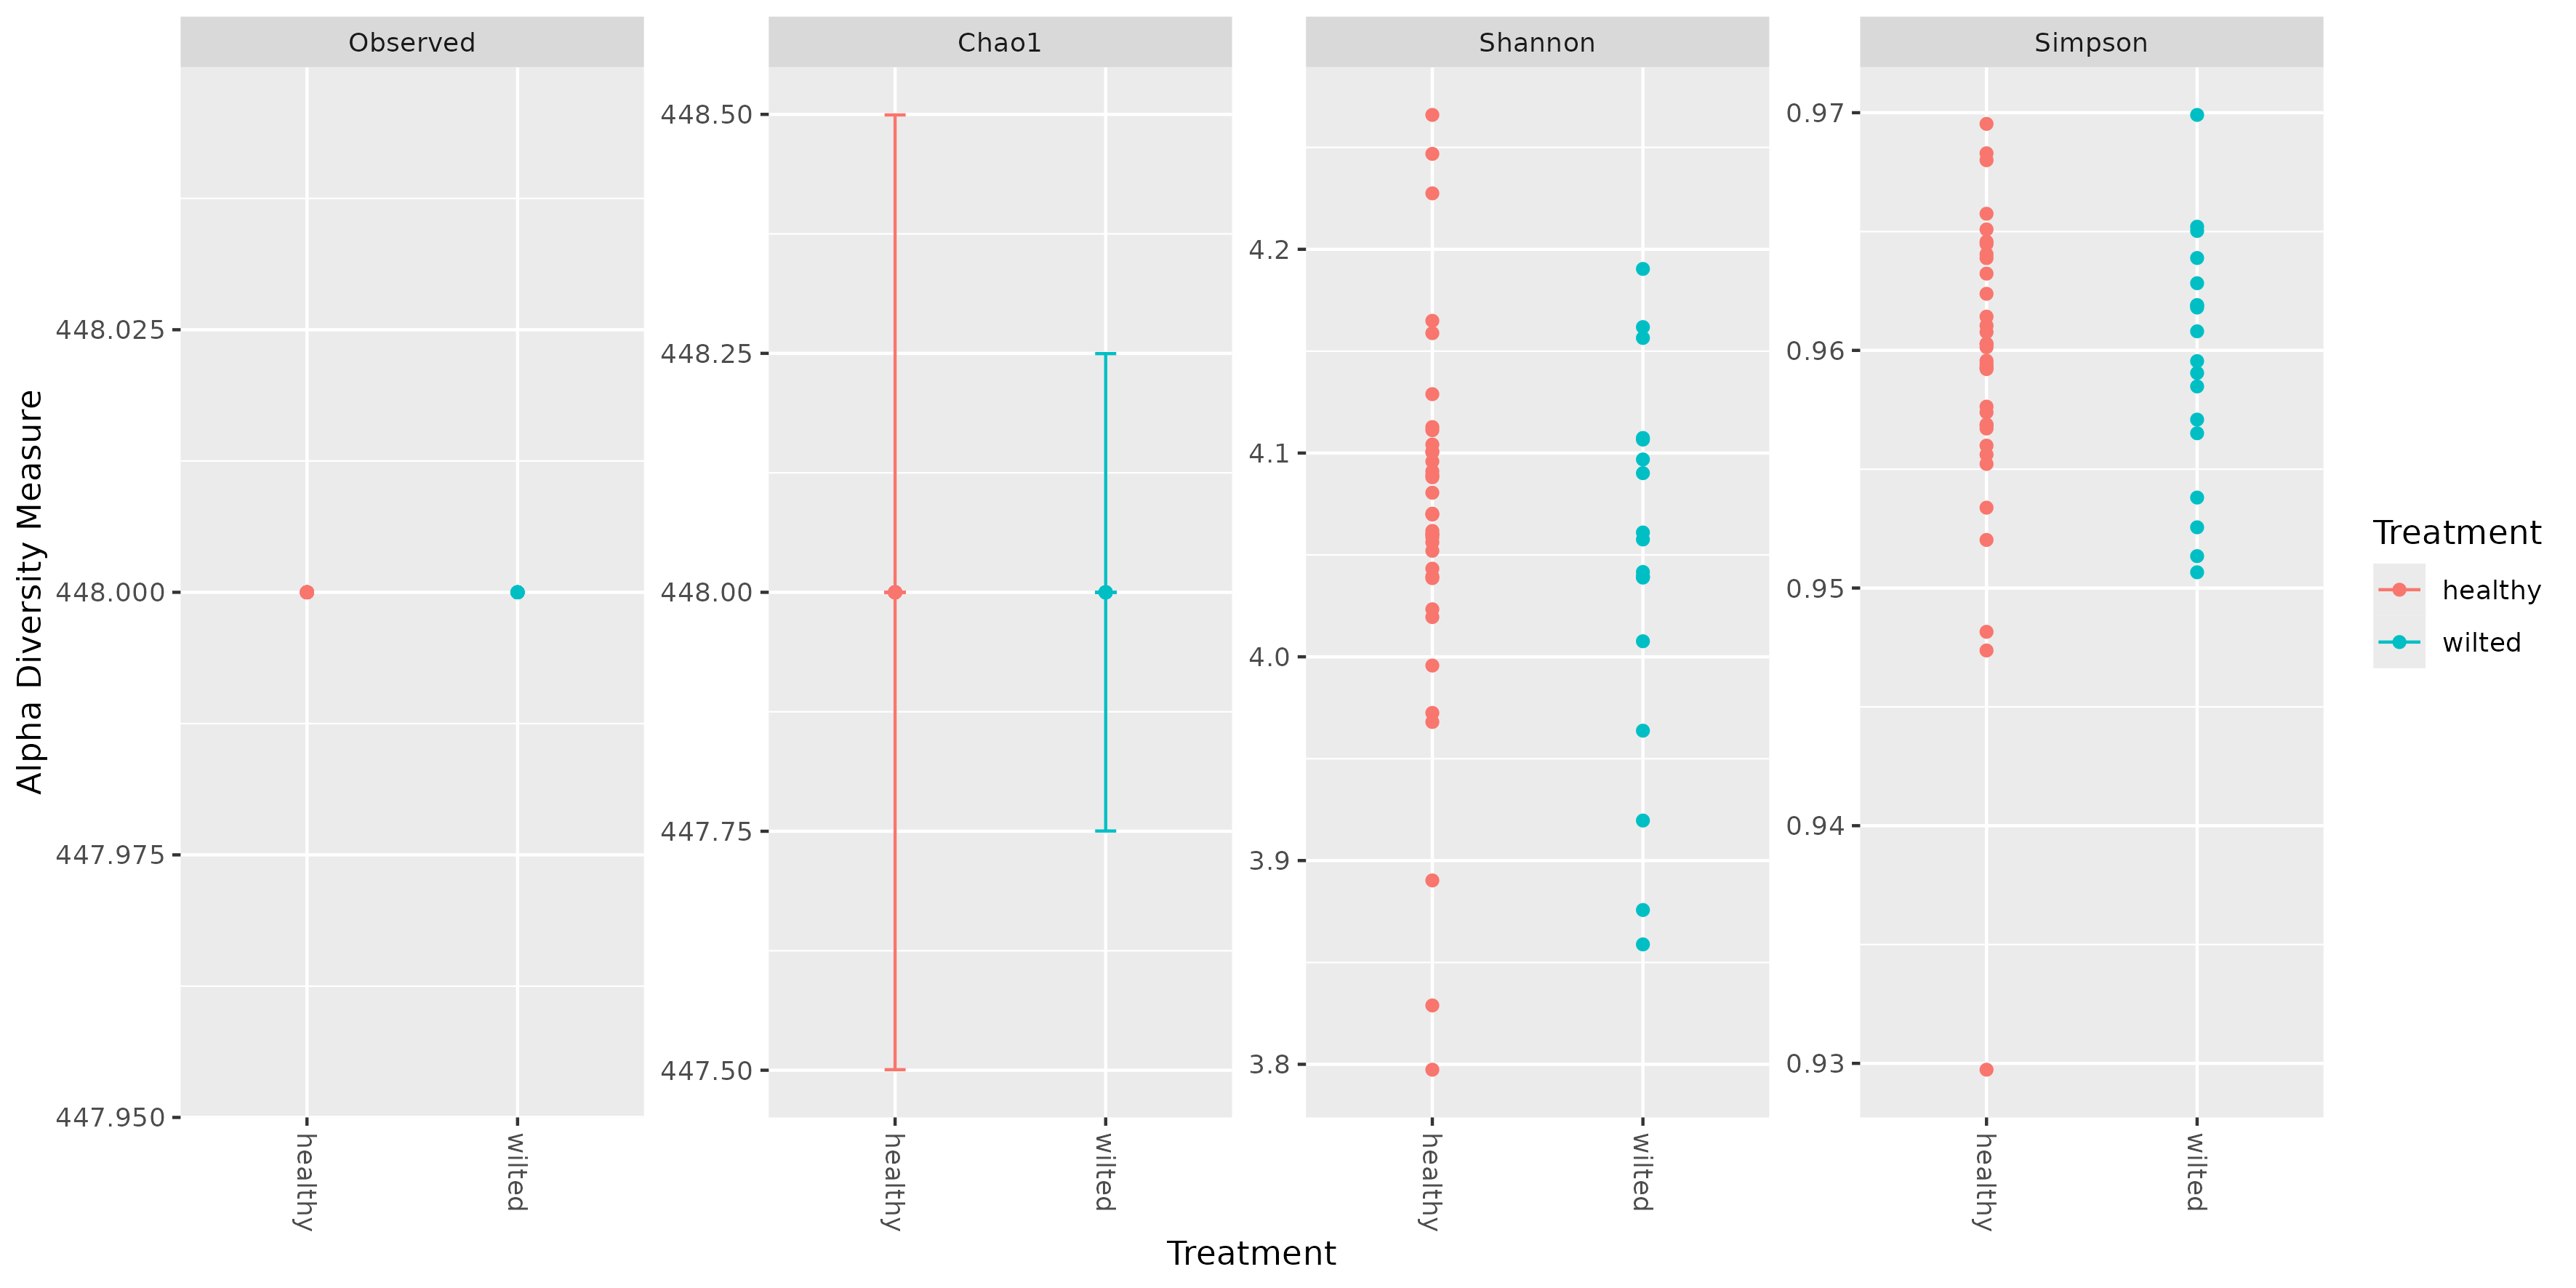 Observed
Chao1
Shannon
Simpson
Alpha Diversity Measure
448.025
448.000
447.975
447.950
448.50
448.25
448.00
447.75
447.50
4.2
4.1
4.0
3.9
3.8
0.97
0.96
0.95
0.94
0.93
healthy
wilted
healthy
wilted
healthy
wilted
healthy
wilted
Treatment
Treatment
healthy
wilted